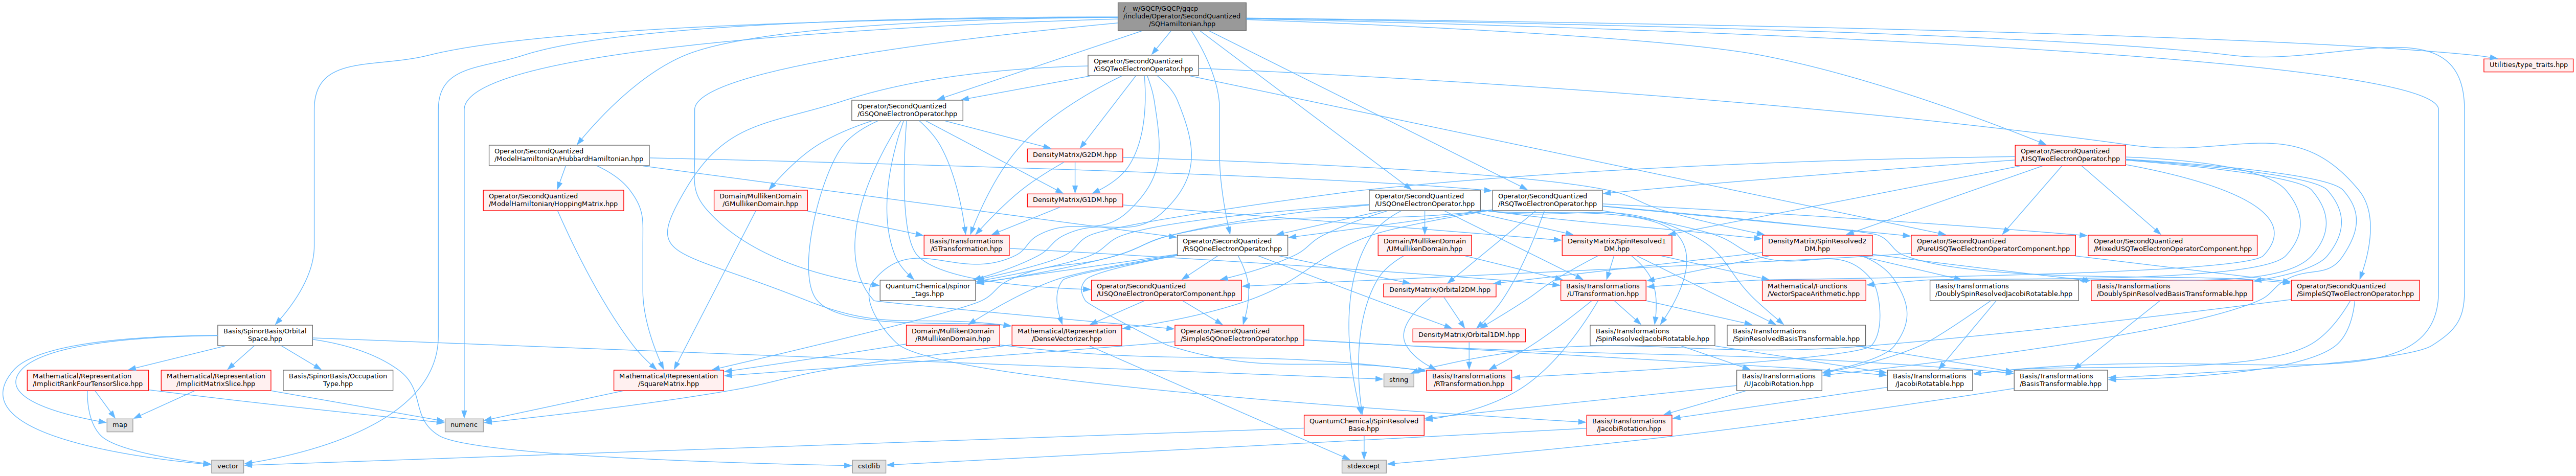 /__w/GQCP/GQCP/gqcp
/include/Operator/SecondQuantized
/SQHamiltonian.hpp
Operator/SecondQuantized
/GSQTwoElectronOperator.hpp
Utilities/type_traits.hpp
Operator/SecondQuantized
/GSQOneElectronOperator.hpp
Operator/SecondQuantized
/ModelHamiltonian/HubbardHamiltonian.hpp
DensityMatrix/G2DM.hpp
Operator/SecondQuantized
/USQTwoElectronOperator.hpp
Operator/SecondQuantized
/ModelHamiltonian/HoppingMatrix.hpp
Domain/MullikenDomain
/GMullikenDomain.hpp
DensityMatrix/G1DM.hpp
Operator/SecondQuantized
/USQOneElectronOperator.hpp
Operator/SecondQuantized
/RSQTwoElectronOperator.hpp
Basis/Transformations
/GTransformation.hpp
Operator/SecondQuantized
/RSQOneElectronOperator.hpp
Domain/MullikenDomain
/UMullikenDomain.hpp
DensityMatrix/SpinResolved1
DM.hpp
DensityMatrix/SpinResolved2
DM.hpp
Operator/SecondQuantized
/PureUSQTwoElectronOperatorComponent.hpp
Operator/SecondQuantized
/MixedUSQTwoElectronOperatorComponent.hpp
QuantumChemical/spinor
_tags.hpp
Operator/SecondQuantized
/USQOneElectronOperatorComponent.hpp
DensityMatrix/Orbital2DM.hpp
Basis/Transformations
/UTransformation.hpp
Mathematical/Functions
/VectorSpaceArithmetic.hpp
Basis/Transformations
/DoublySpinResolvedJacobiRotatable.hpp
Basis/Transformations
/DoublySpinResolvedBasisTransformable.hpp
Operator/SecondQuantized
/SimpleSQTwoElectronOperator.hpp
Basis/SpinorBasis/Orbital
Space.hpp
Domain/MullikenDomain
/RMullikenDomain.hpp
Mathematical/Representation
/DenseVectorizer.hpp
Operator/SecondQuantized
/SimpleSQOneElectronOperator.hpp
DensityMatrix/Orbital1DM.hpp
Basis/Transformations
/SpinResolvedJacobiRotatable.hpp
Basis/Transformations
/SpinResolvedBasisTransformable.hpp
Mathematical/Representation
/ImplicitRankFourTensorSlice.hpp
Mathematical/Representation
/ImplicitMatrixSlice.hpp
Basis/SpinorBasis/Occupation
Type.hpp
Mathematical/Representation
/SquareMatrix.hpp
string
Basis/Transformations
/RTransformation.hpp
Basis/Transformations
/UJacobiRotation.hpp
Basis/Transformations
/JacobiRotatable.hpp
Basis/Transformations
/BasisTransformable.hpp
map
numeric
QuantumChemical/SpinResolved
Base.hpp
Basis/Transformations
/JacobiRotation.hpp
vector
cstdlib
stdexcept